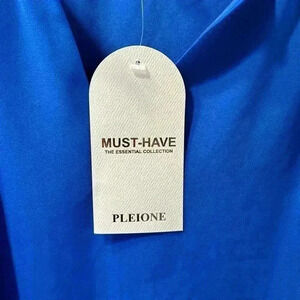 MUST-HAVE
THE ESSENTIAL COLLECTION
PLEIONE